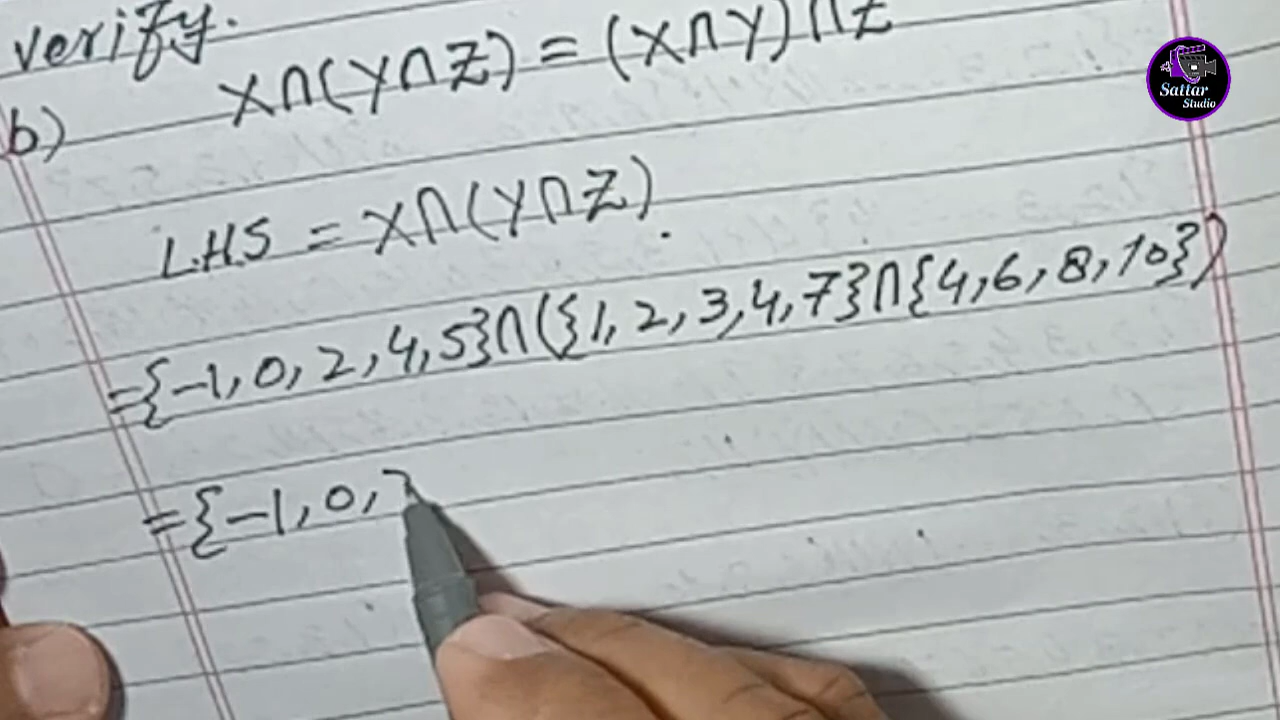 verify.
b) X∩(Y∩Z) = (X∩Y)∩Z
L.H.S = X∩(Y∩Z).
={-1, 0, 2, 4, 5}∩({1, 2, 3, 4, 7}∩{4, 6, 8, 10})
={-1, 0,
Sattar
Studio